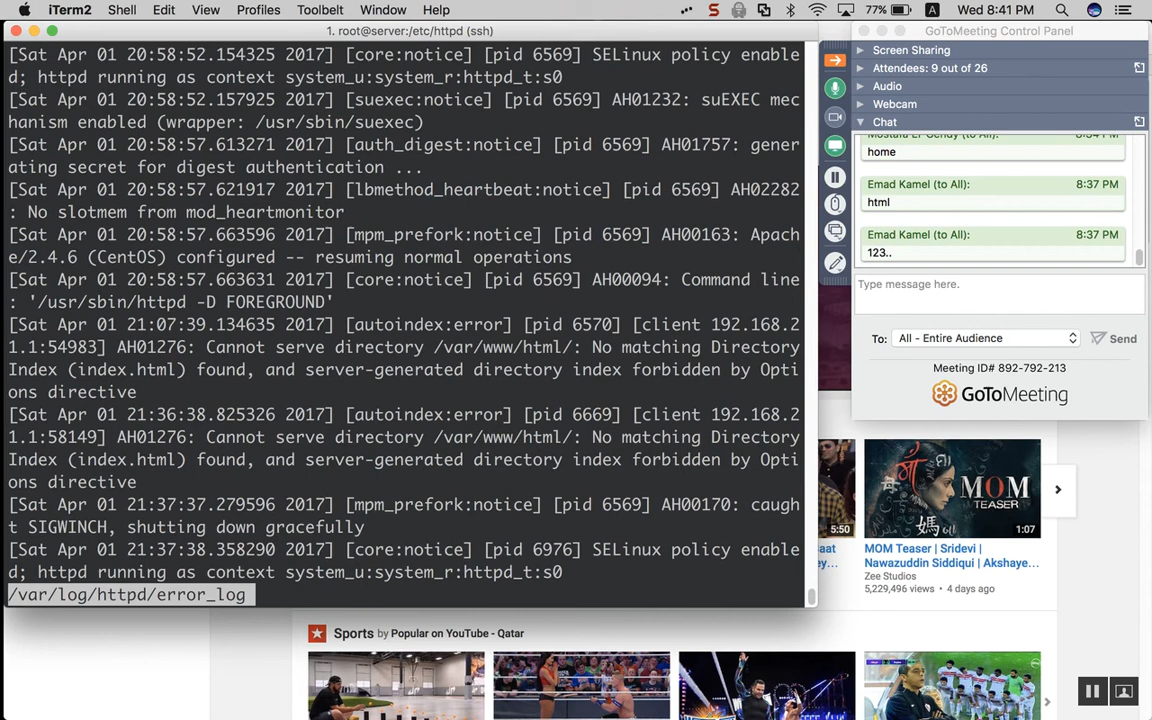 iTerm2 Shell Edit View Profiles Toolbelt Window Help
77% A Wed 8:41 PM
1. root@server:/etc/httpd (ssh)
[Sat Apr 01 20:58:52.154325 2017] [core:notice] [pid 6569] SELinux policy enable
d; httpd running as context system_u:system_r:httpd_t:s0
[Sat Apr 01 20:58:52.157925 2017] [suexec:notice] [pid 6569] AH01232: suEXEC mec
hanism enabled (wrapper: /usr/sbin/suexec)
[Sat Apr 01 20:58:57.613271 2017] [auth_digest:notice] [pid 6569] AH01757: gener
ating secret for digest authentication ...
[Sat Apr 01 20:58:57.621917 2017] [lbmethod_heartbeat:notice] [pid 6569] AH02282
: No slotmem from mod_heartmonitor
[Sat Apr 01 20:58:57.663596 2017] [mpm_prefork:notice] [pid 6569] AH00163: Apach
e/2.4.6 (CentOS) configured -- resuming normal operations
[Sat Apr 01 20:58:57.663631 2017] [core:notice] [pid 6569] AH00094: Command line
: '/usr/sbin/httpd -D FOREGROUND'
[Sat Apr 01 21:07:39.134635 2017] [autoindex:error] [pid 6570] [client 192.168.2
1.1:54983] AH01276: Cannot serve directory /var/www/html/: No matching Directory
Index (index.html) found, and server-generated directory index forbidden by Opti
ons directive
[Sat Apr 01 21:36:38.825326 2017] [autoindex:error] [pid 6669] [client 192.168.2
1.1:58149] AH01276: Cannot serve directory /var/www/html/: No matching Directory
Index (index.html) found, and server-generated directory index forbidden by Opti
ons directive
[Sat Apr 01 21:37:37.279596 2017] [mpm_prefork:notice] [pid 6569] AH00170: caugh
t SIGWINCH, shutting down gracefully
[Sat Apr 01 21:37:38.358290 2017] [core:notice] [pid 6976] SELinux policy enable
d; httpd running as context system_u:system_r:httpd_t:s0
/var/log/httpd/error_log
GoToMeeting Control Panel
Screen Sharing
Attendees: 9 out of 26
Audio
Webcam
Chat
home
Emad Kamel (to All): 8:37 PM
html
Emad Kamel (to All): 8:37 PM
123..
Type message here.
To: All - Entire Audience Send
Meeting ID# 892-792-213
GoToMeeting
5:50
माँ
MOM
TEASER
1:07
MOM Teaser | Sridevi |
Nawazuddin Siddiqui | Akshaye...
Zee Studios
5,229,496 views • 4 days ago
Sports by Popular on YouTube - Qatar